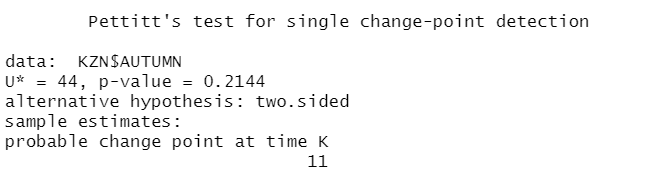 Pettitt's test for single change-point detection
data: KZN$AUTUMN
U* = 44, p-value = 0.2144
alternative hypothesis: two.sided
sample estimates:
probable change point at time K
11